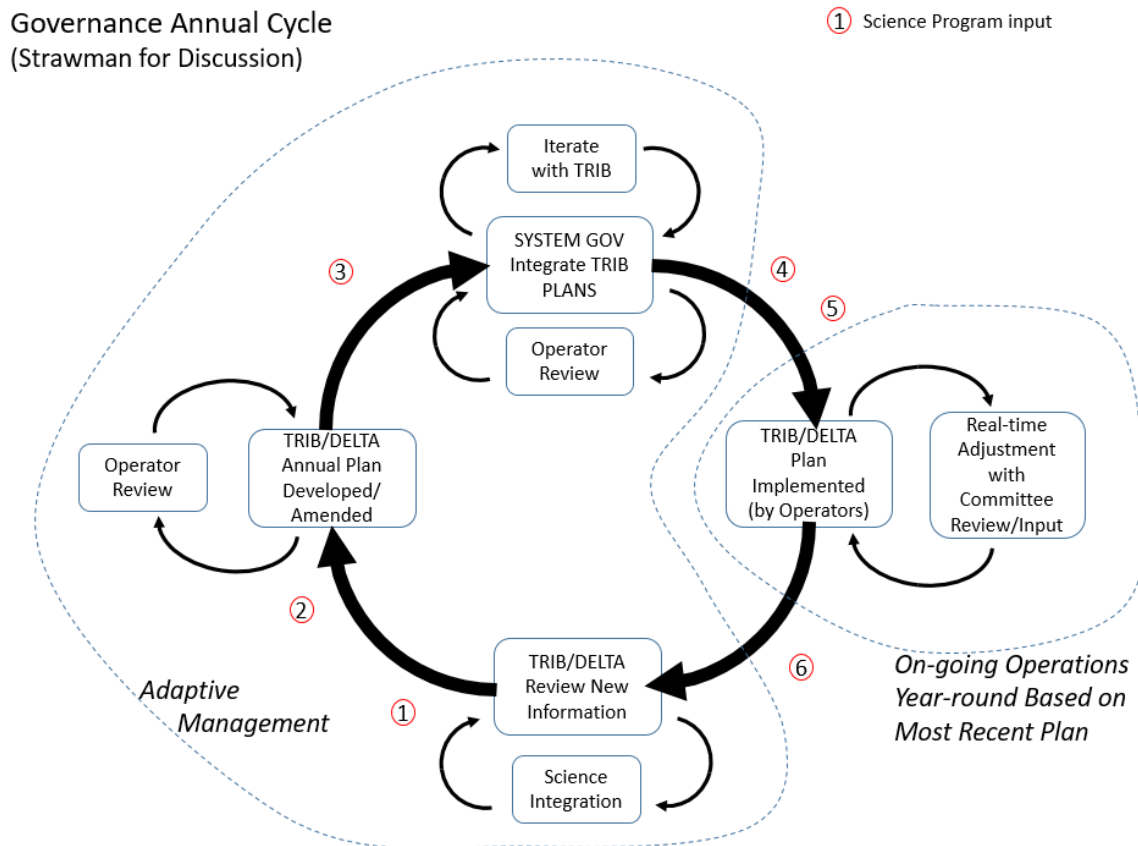 Governance Annual Cycle
(Strawman for Discussion)
① Science Program input
Iterate
with TRIB
SYSTEM GOV
Integrate TRIB
PLANS
③
④
⑤
Operator
Review
Operator
Review
TRIB/DELTA
Annual Plan
Developed/
Amended
TRIB/DELTA
Plan
Implemented
(by Operators)
Real-time
Adjustment
with
Committee
Review/Input
②
TRIB/DELTA
Review New
Information
⑥
①
Adaptive
Management
On-going Operations
Year-round Based on
Most Recent Plan
Science
Integration